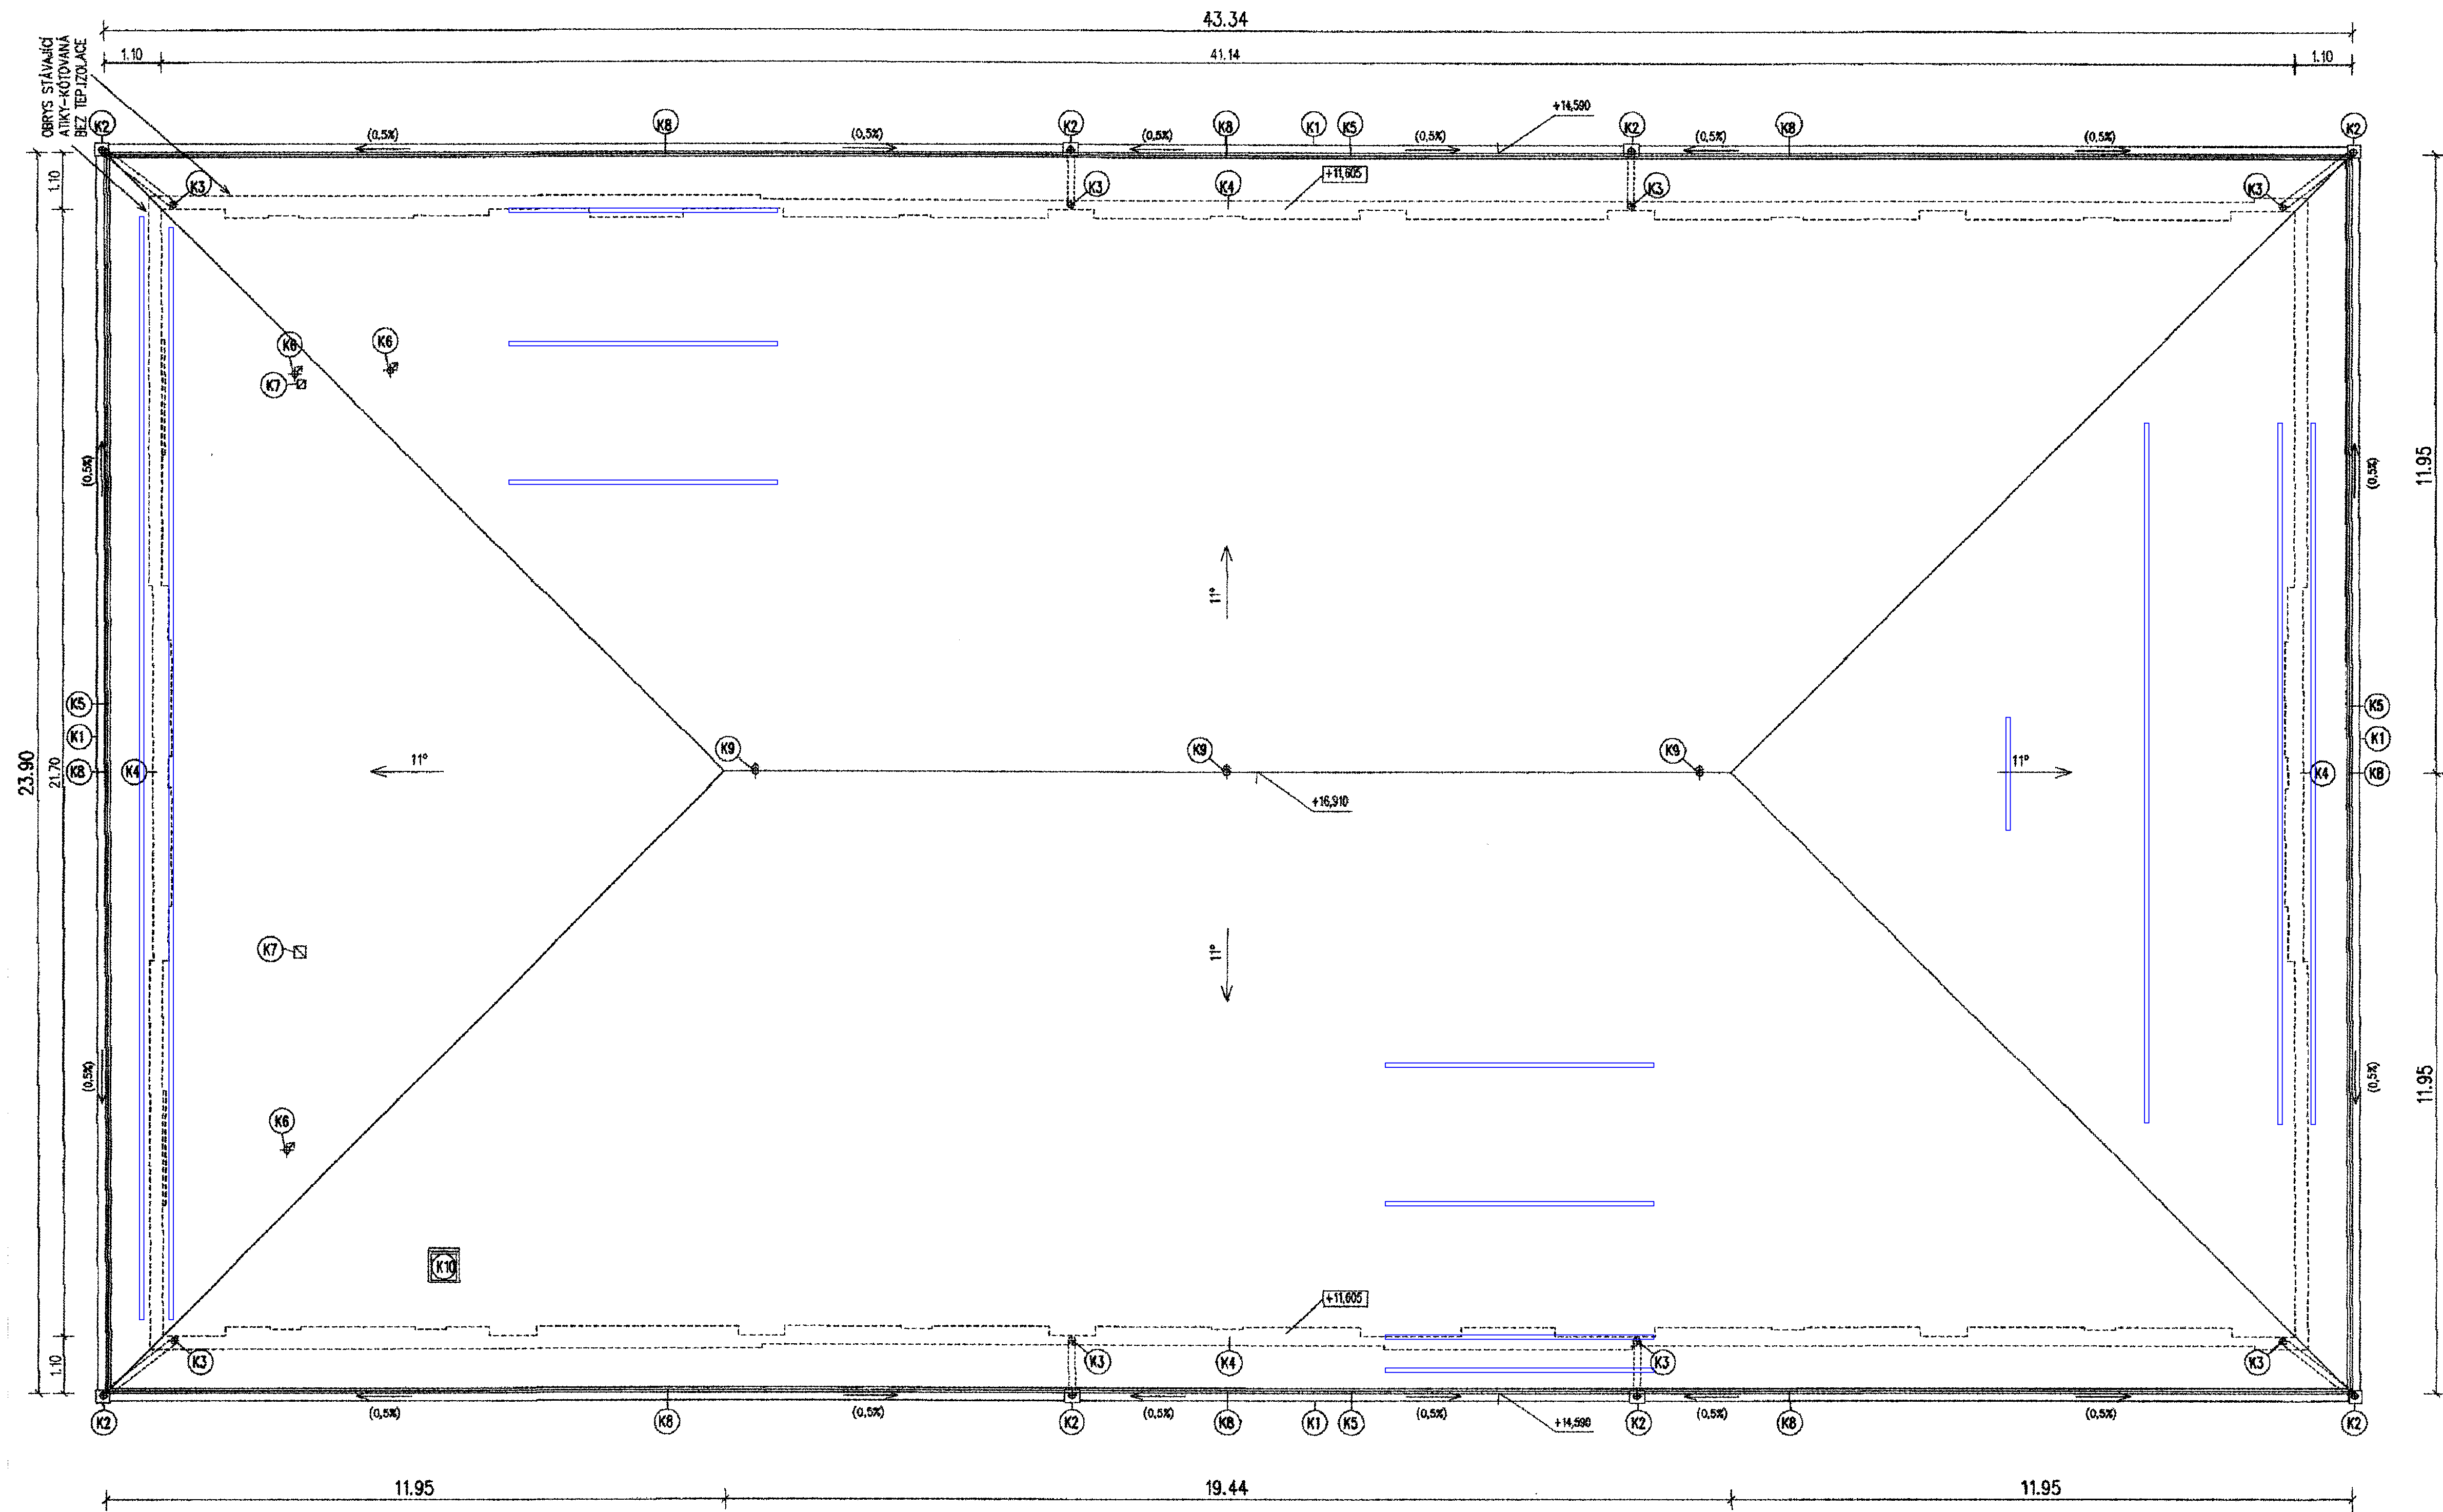 43.34
1.10
41.14
1.10
OBRYS STÁVAJÍCÍ
ATIKY-KÓTOVANÁ
BEZ TEP.IZOLACE
+14,590
K2
K8
K2
K8
K1
K5
K2
K8
K2
(0,5%)
(0,5%)
(0,5%)
(0,5%)
(0,5%)
(0,5%)
1.10
K3
K3
K4
+11,605
K3
K3
K6
K6
K7
(0,5%)
(0,5%)
11.95
11°
K5
K1
K8
K4
23.90
21.70
11°
K9
K9
K9
+16,910
11°
K4
K5
K1
K8
K7
11°
(0,5%)
(0,5%)
11.95
K6
K10
+11,605
1.10
K3
K3
K4
K3
K3
K2
(0,5%)
K8
(0,5%)
K2
(0,5%)
K8
K1
K5
(0,5%)
+14,590
K2
(0,5%)
K8
(0,5%)
K2
11.95
19.44
11.95